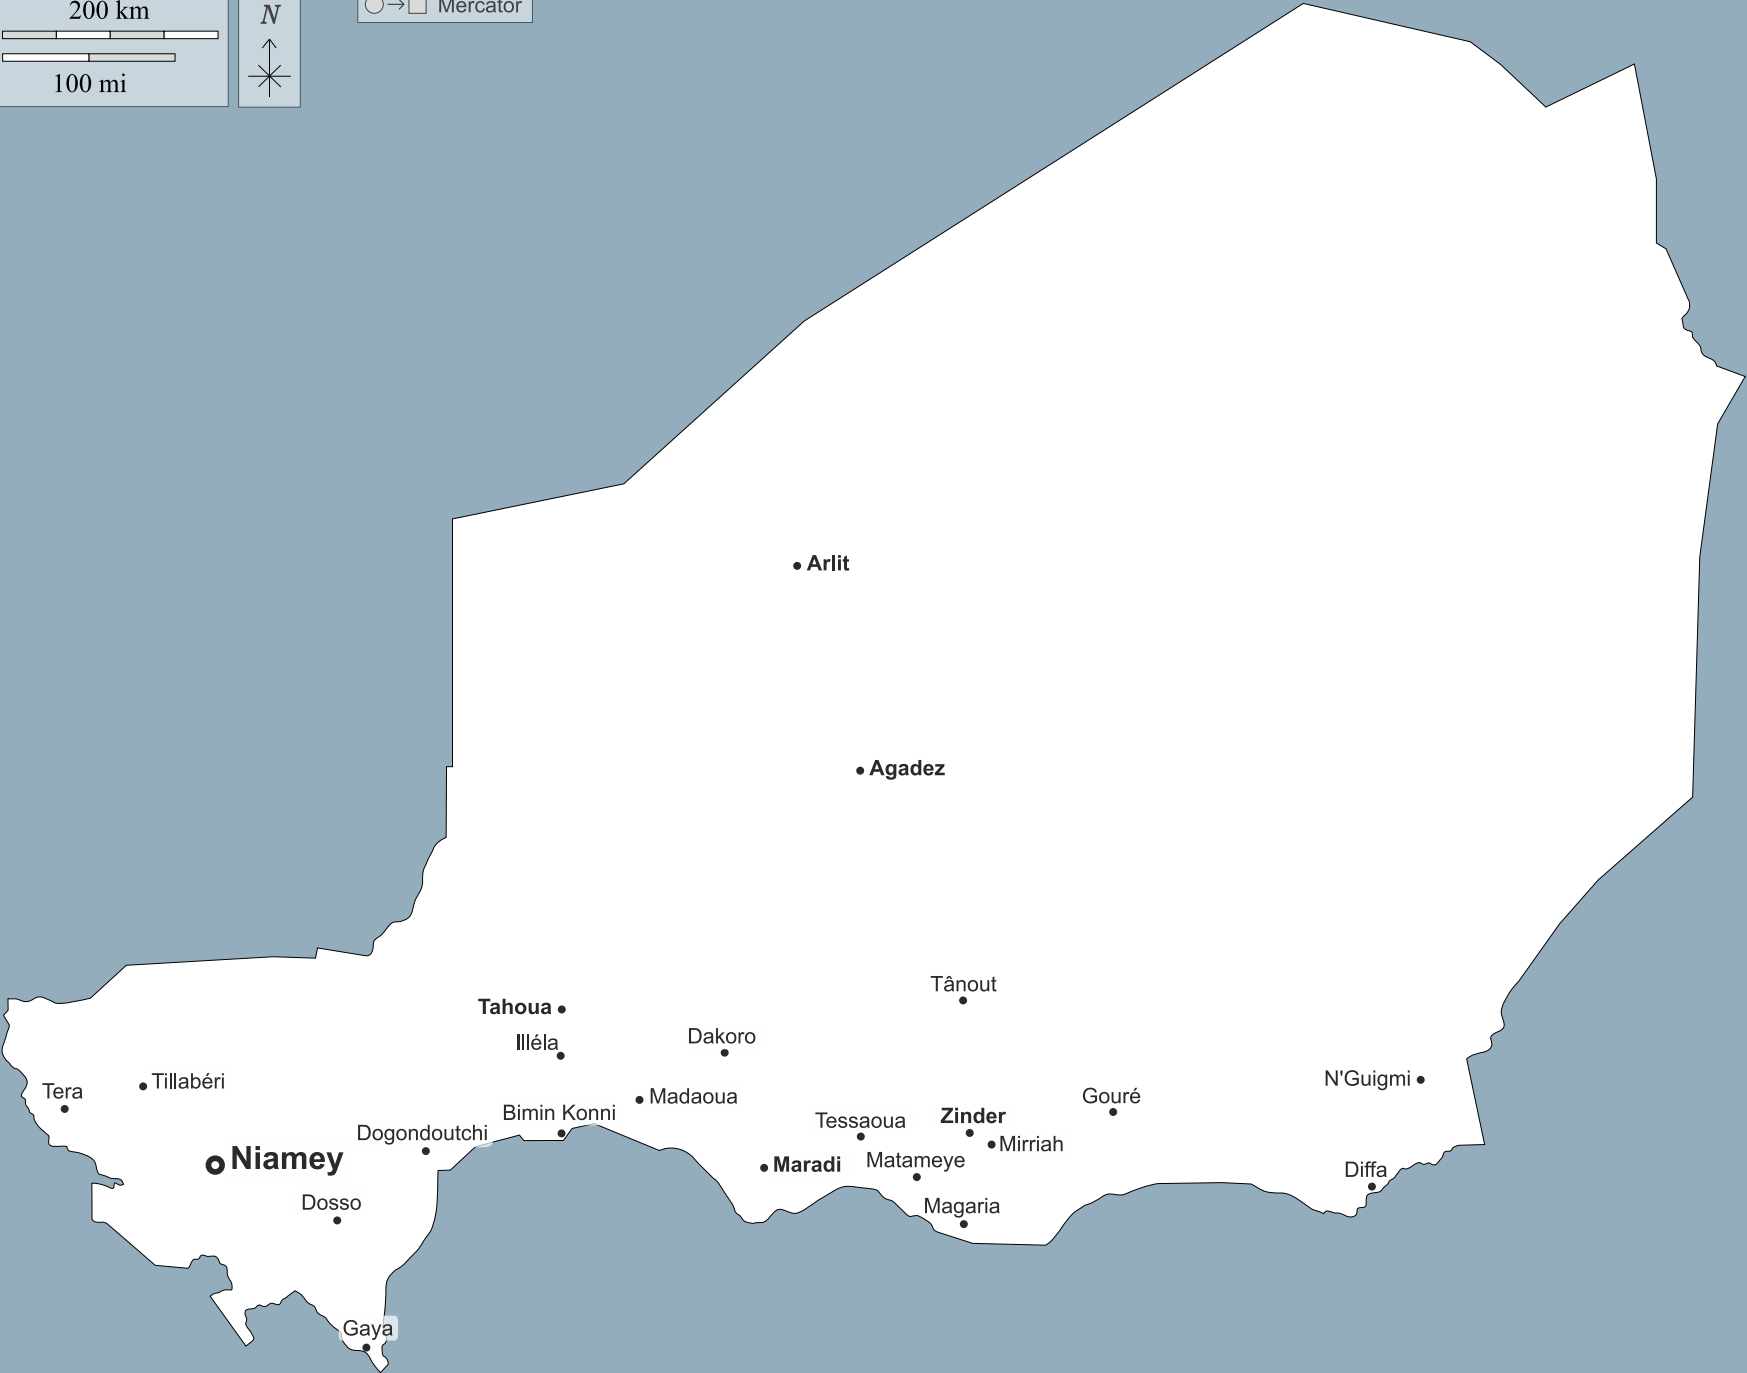 200 km
100 mi
N
Mercator
Arlit
Agadez
Tânout
Tahoua
Illéla
Dakoro
Tillabéri
Tera
Madaoua
N'Guigmi
Gouré
Bimin Konni
Tessaoua
Zinder
Dogondoutchi
Mirriah
Niamey
Maradi
Matameye
Diffa
Dosso
Magaria
Gaya